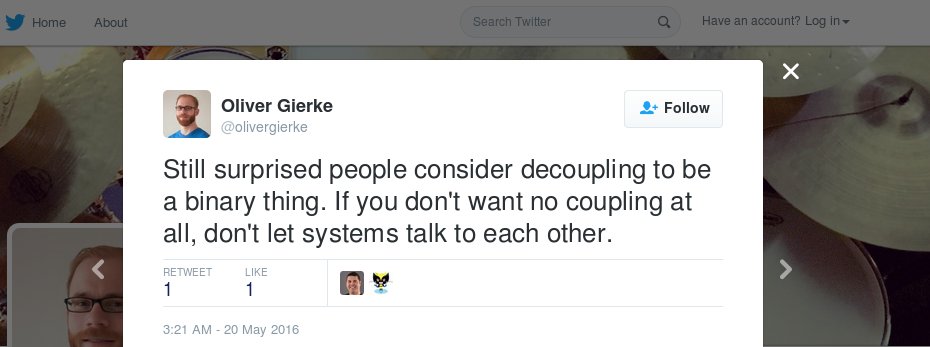 Home
About
Search Twitter
Have an account? Log in
Oliver Gierke
@olivergierke
Follow
Still surprised people consider decoupling to be
a binary thing. If you don't want no coupling at
all, don't let systems talk to each other.
RETWEET
LIKE
1
1
3:21 AM - 20 May 2016